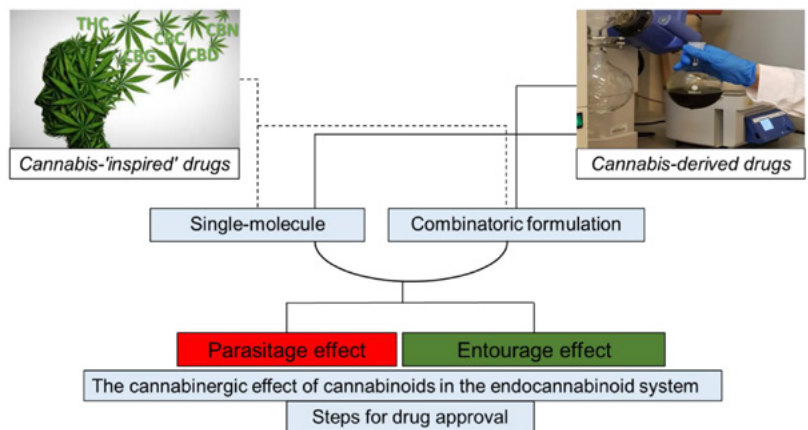 THC
CBC
CBN
CBG
CBD
Cannabis-'inspired' drugs
Cannabis-derived drugs
Single-molecule
Combinatoric formulation
Parasitage effect
Entourage effect
The cannabinergic effect of cannabinoids in the endocannabinoid system
Steps for drug approval